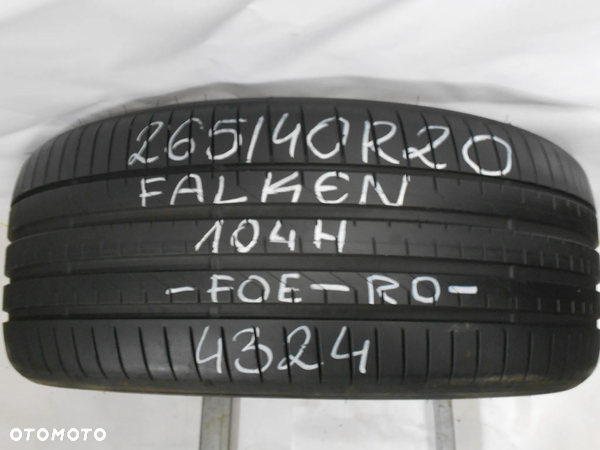 265/40R20
FALKEN
104H
-FOE-RO-
4324
OTOMOTO